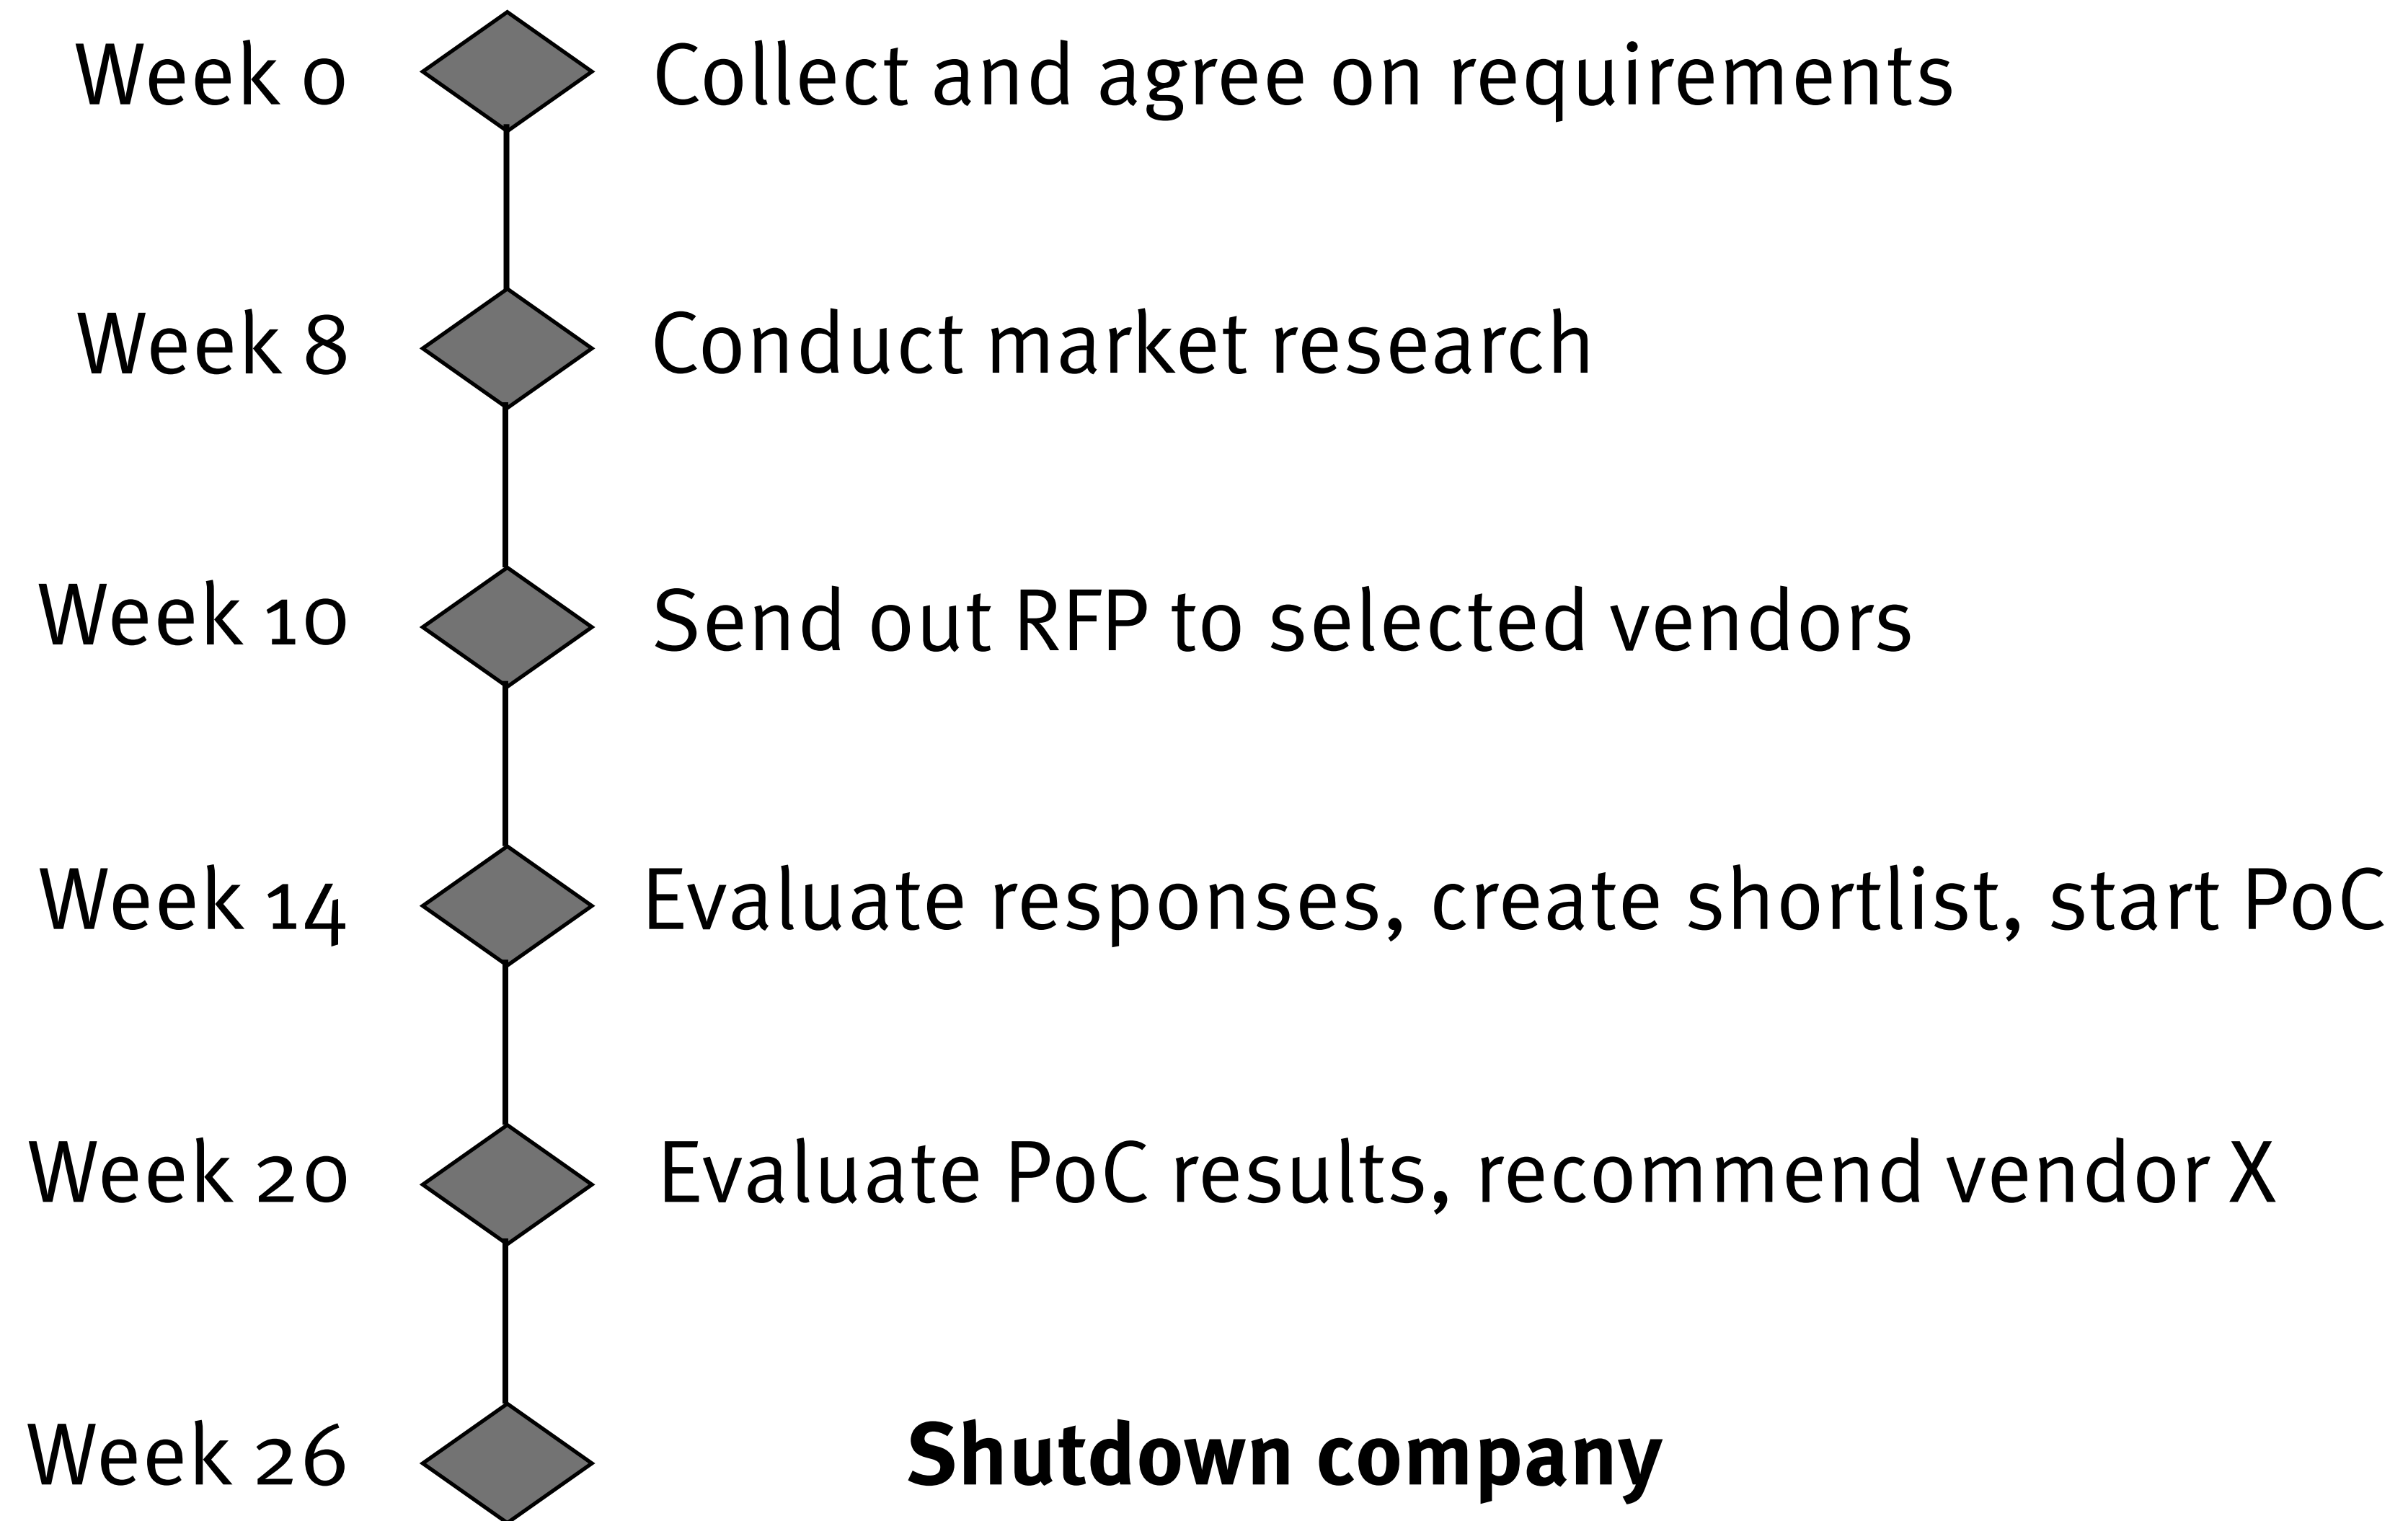 Week 0 Collect and agree on requirements
Week 8 Conduct market research
Week 10 Send out RFP to selected vendors
Week 14 Evaluate responses, create shortlist, start PoC
Week 20 Evaluate PoC results, recommend vendor X
Week 26 Shutdown company